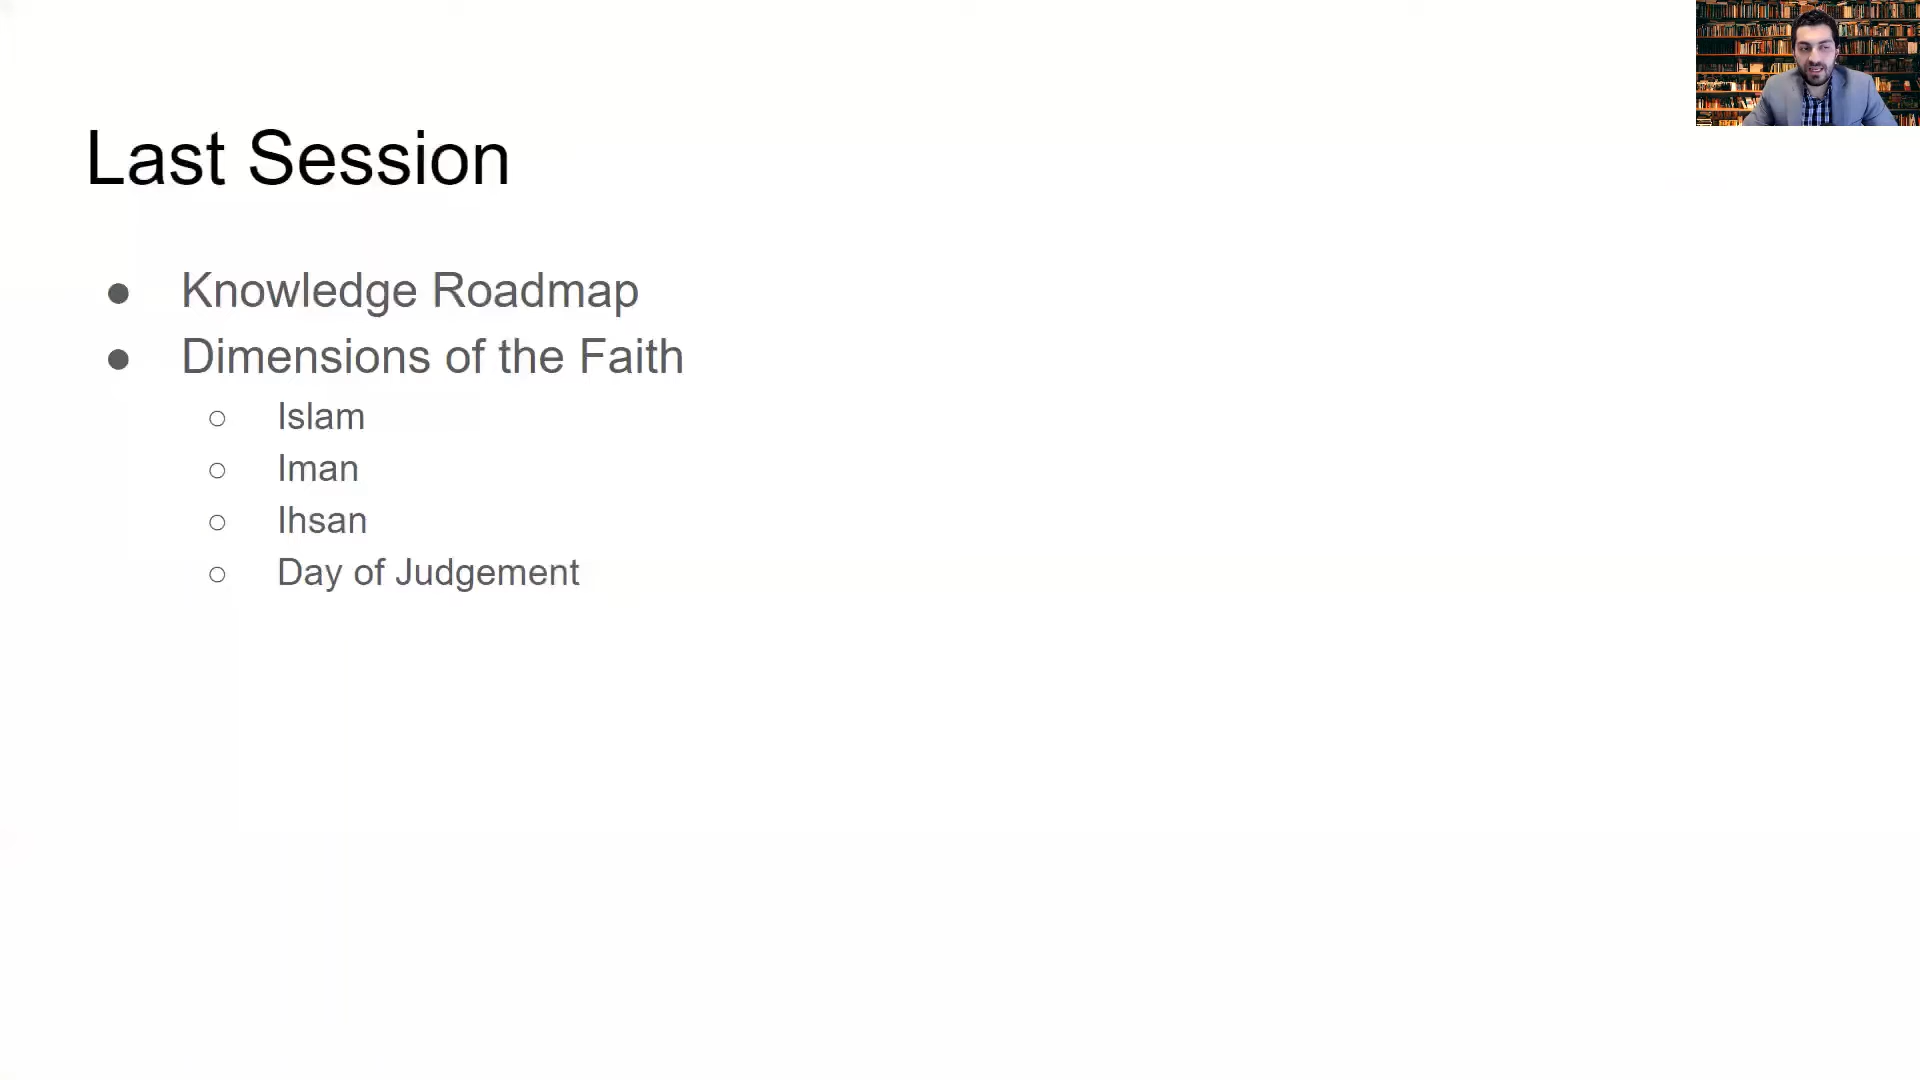 Last Session
● Knowledge Roadmap
● Dimensions of the Faith
○ Islam
○ Iman
○ Ihsan
○ Day of Judgement